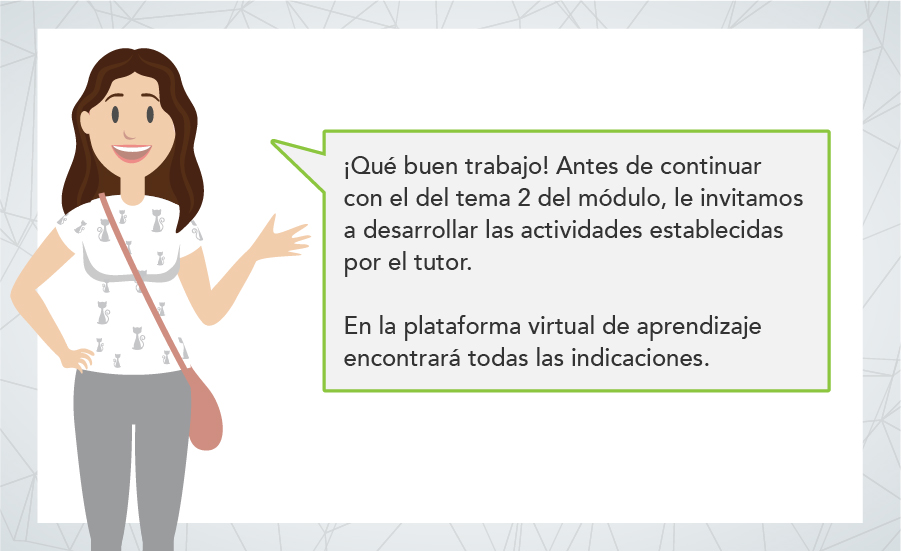 ¡Qué buen trabajo! Antes de continuar
con el del tema 2 del módulo, le invitamos
a desarrollar las actividades establecidas
por el tutor.
En la plataforma virtual de aprendizaje
encontrará todas las indicaciones.